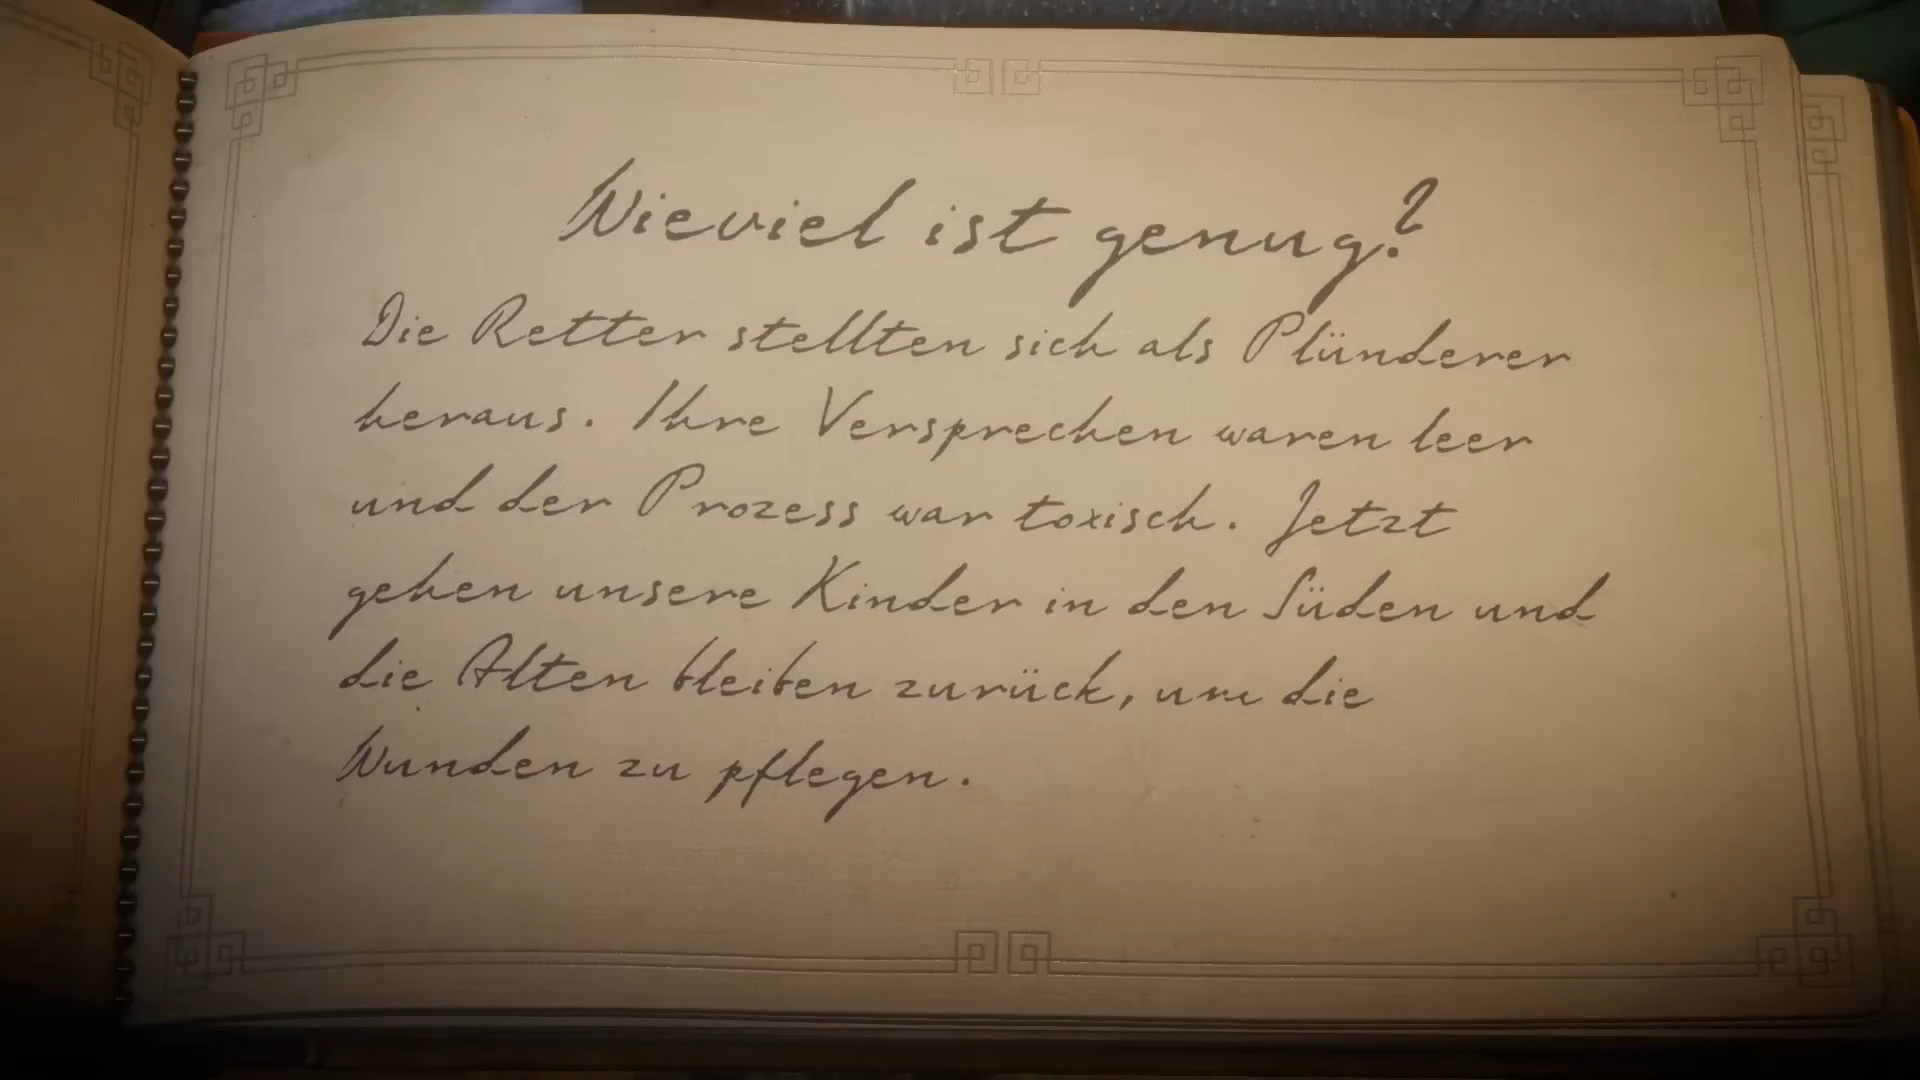 Wieviel ist genug?
Die Retter stellten sich als Plünderer
heraus. Ihre Versprechen waren leer
und der Prozess war toxisch. Jetzt
gehen unsere Kinder in den Süden und
die Alten bleiben zurück, um die
Wunden zu pflegen.